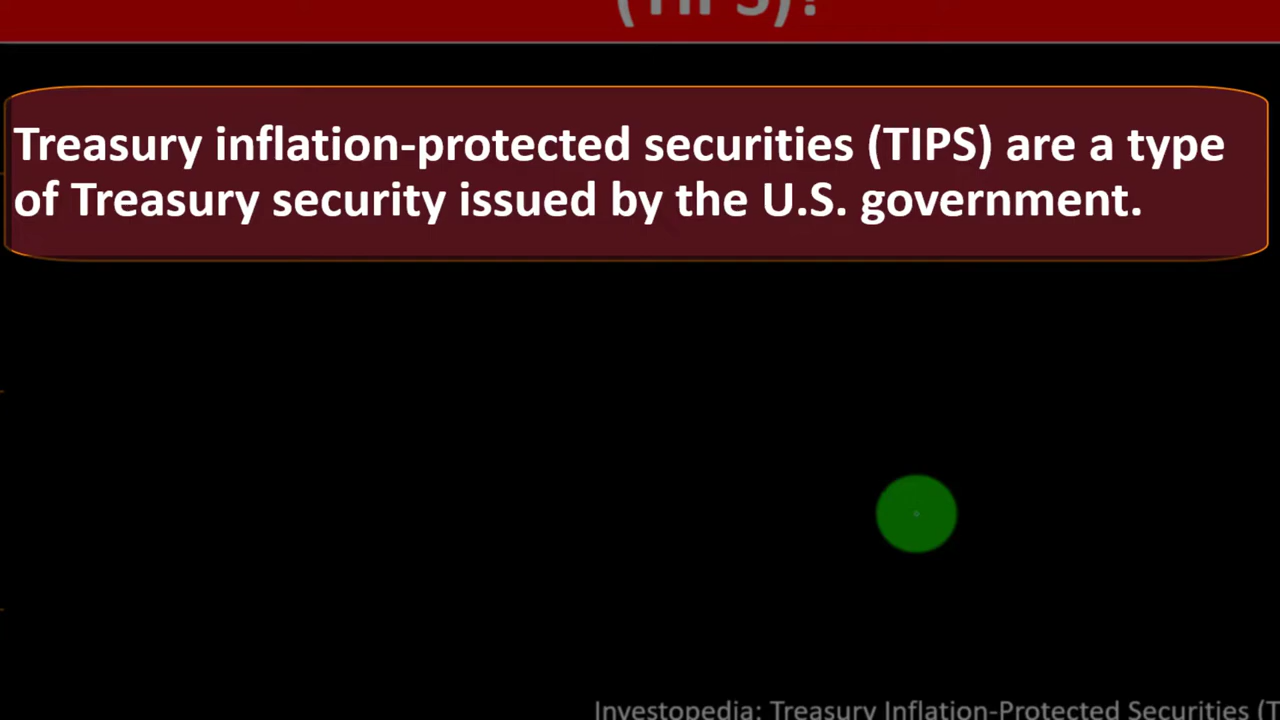 (TIPS)?
Treasury inflation-protected securities (TIPS) are a type
of Treasury security issued by the U.S. government.
Investopedia: Treasury Inflation-Protected Securities (T